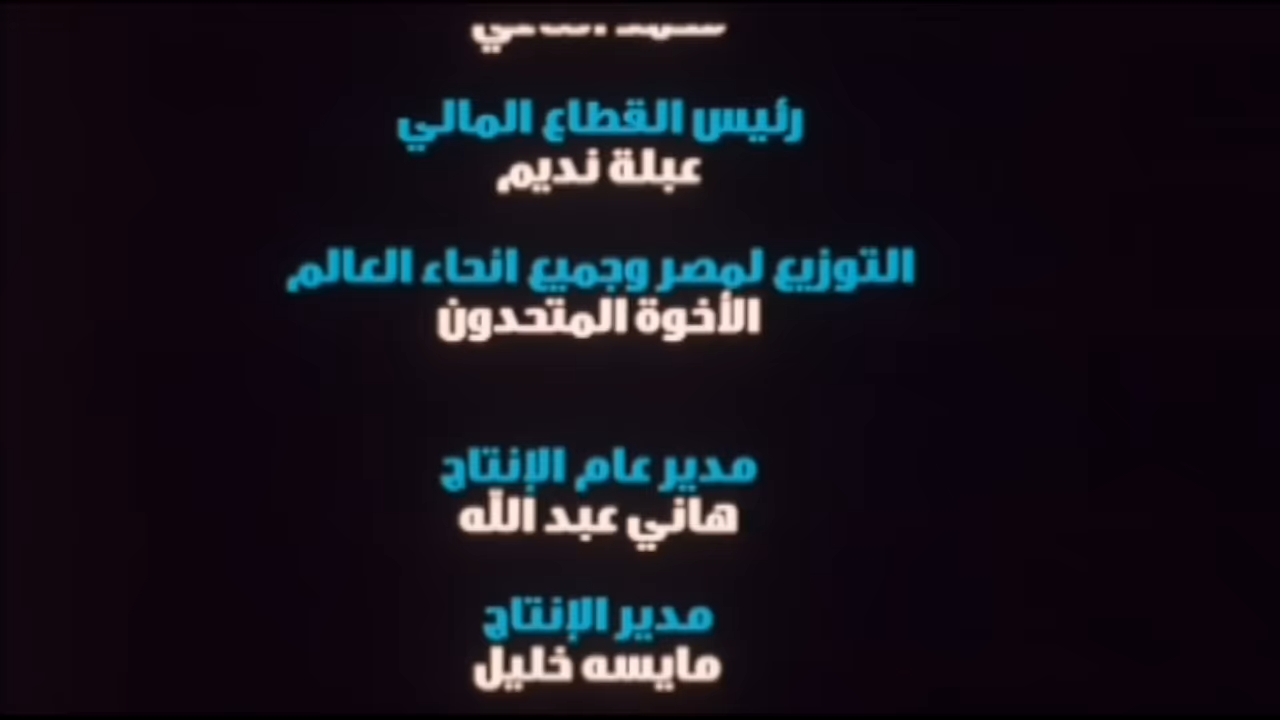 رئيس القطاع المالي
عبلة نديم
التوزيع لمصر وجميع انحاء العالم
الأخوة المتحدون
مدير عام الإنتاج
هاني عبد الله
مدير الإنتاج
مايسه خليل